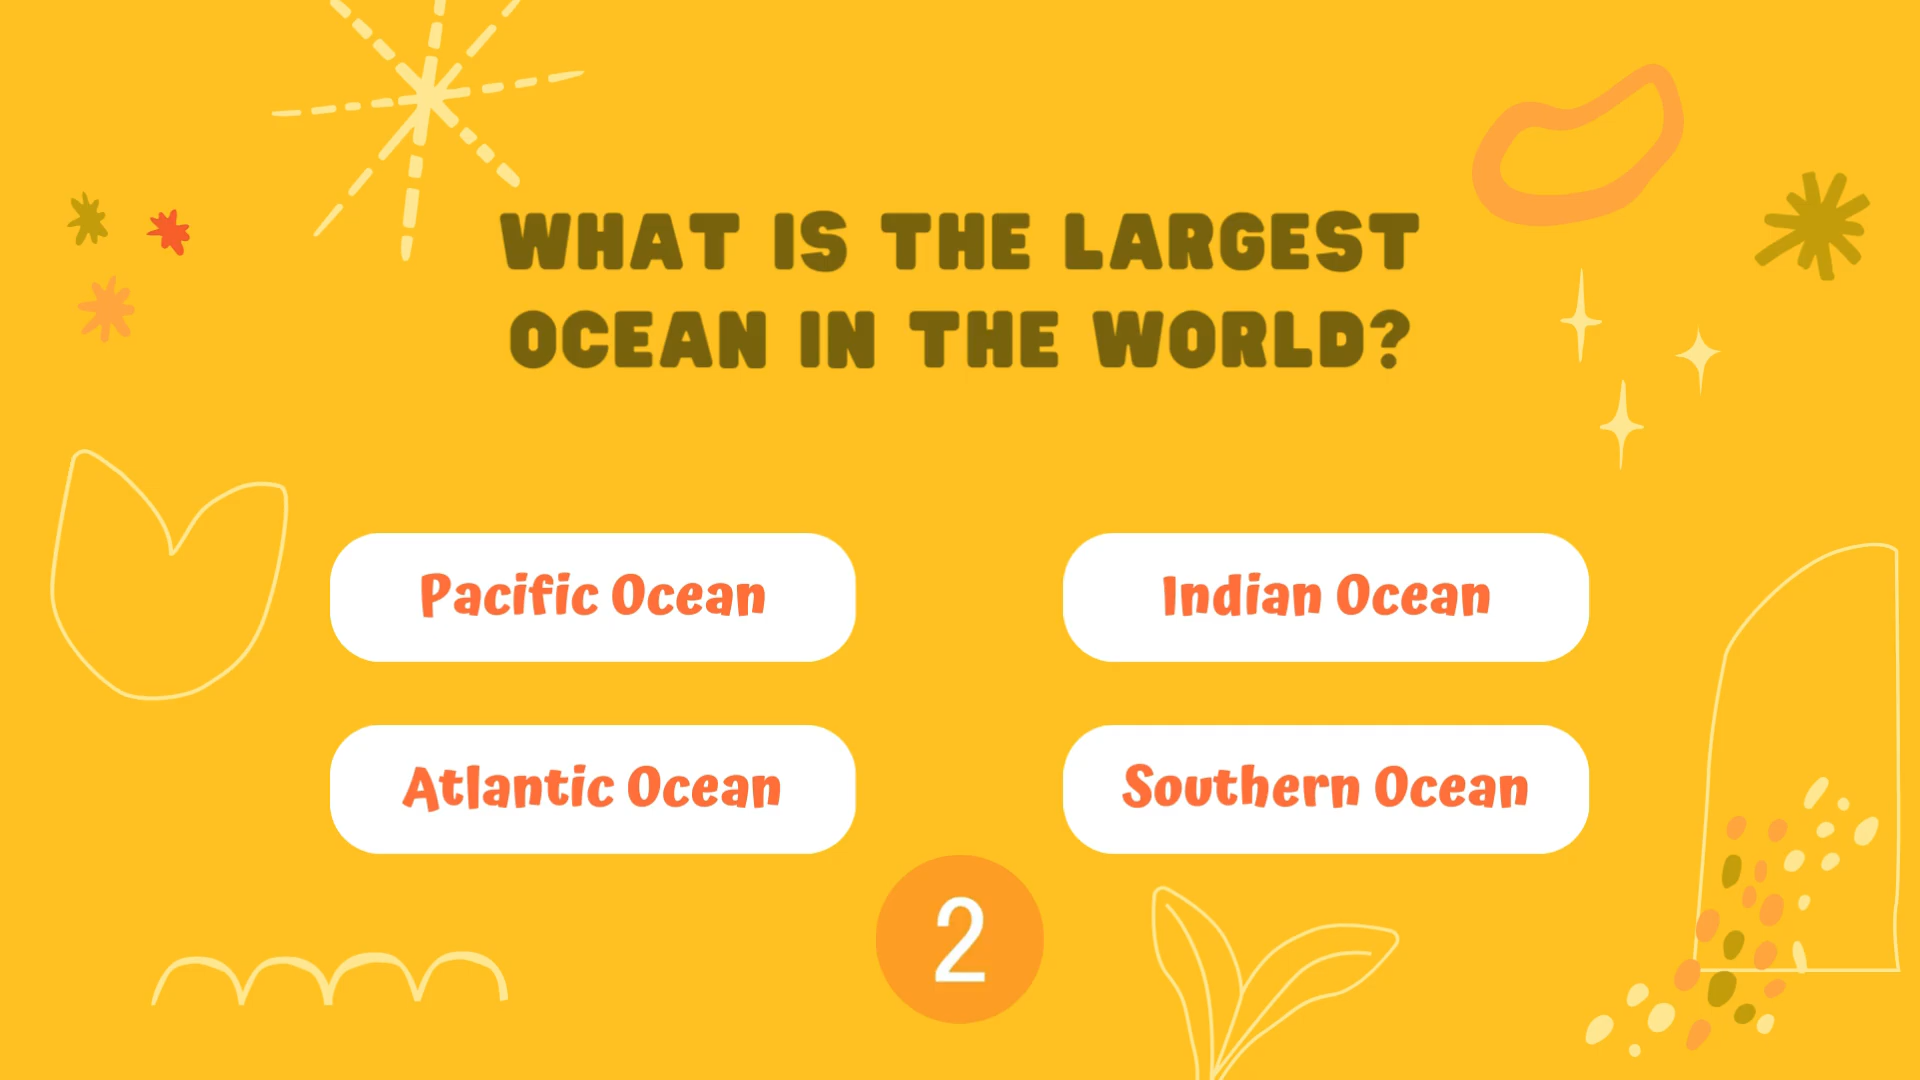 WHAT IS THE LARGEST
OCEAN IN THE WORLD?
Pacific Ocean
Indian Ocean
Atlantic Ocean
Southern Ocean
2